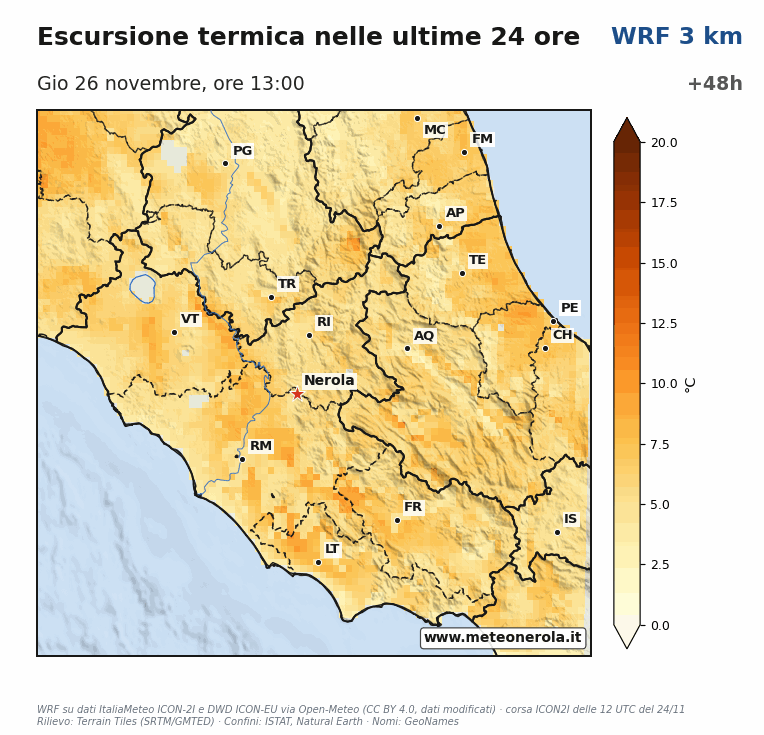 Escursione termica nelle ultime 24 ore WRF 3 km
Gio 26 novembre, ore 13:00 +48h
MC
FM
PG
AP
TE
TR
PE
VT
RI
AQ
CH
Nerola
RM
FR
IS
LT
www.meteonerola.it
20.0
17.5
15.0
12.5
10.0
7.5
5.0
2.5
0.0
°C
WRF su dati ItaliaMeteo ICON-2I e DWD ICON-EU via Open-Meteo (CC BY 4.0, dati modificati) · corsa ICON2I delle 12 UTC del 24/11
Rilievo: Terrain Tiles (SRTM/GMTED) · Confini: ISTAT, Natural Earth · Nomi: GeoNames